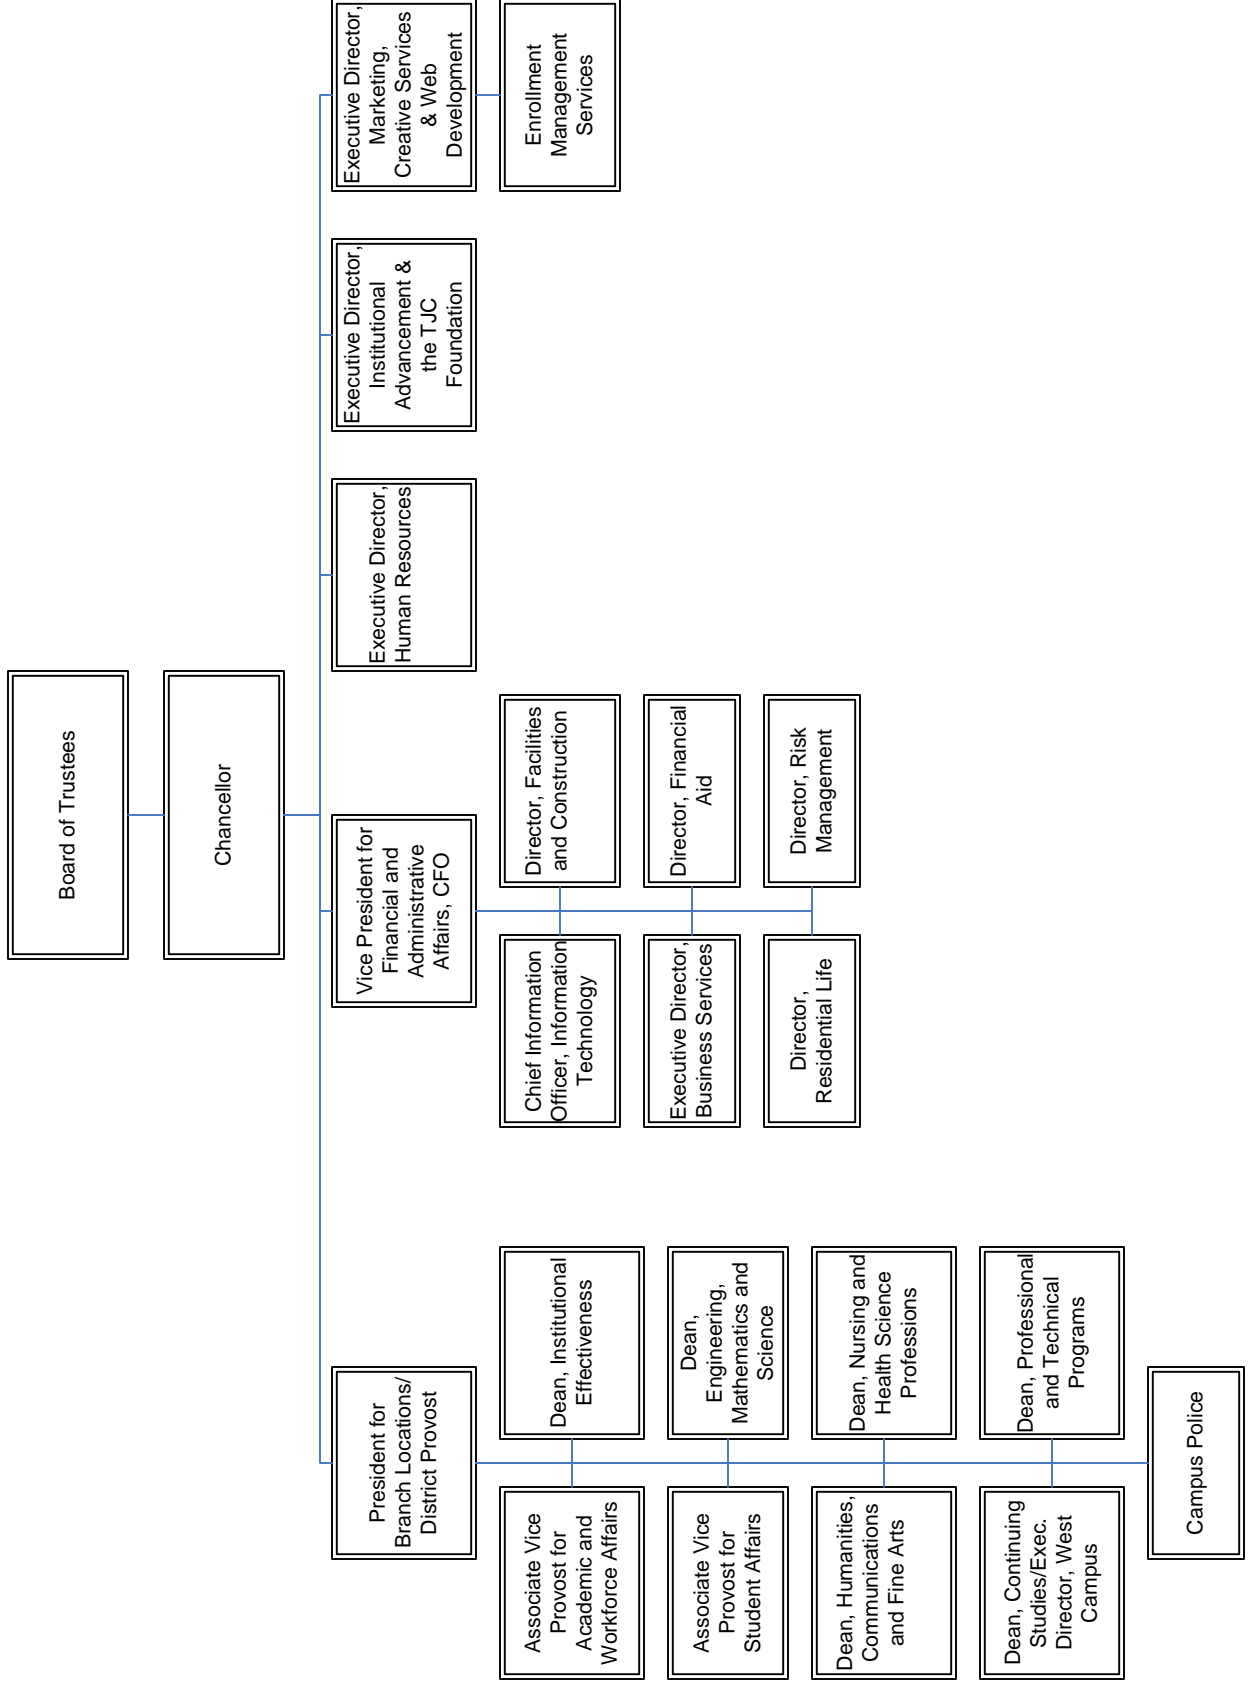 Board of Trustees
Chancellor
President for
Branch Locations/
District Provost
Vice President for
Financial and
Administrative
Affairs, CFO
Executive Director,
Human Resources
Executive Director,
Institutional
Advancement &
the TJC
Foundation
Executive Director,
Marketing,
Creative Services
& Web
Development
Associate Vice
Provost for
Academic and
Workforce Affairs
Dean, Institutional
Effectiveness
Associate Vice
Provost for
Student Affairs
Dean,
Engineering,
Mathematics and
Science
Dean, Humanities,
Communications
and Fine Arts
Dean, Nursing and
Health Science
Professions
Dean, Continuing
Studies/Exec.
Director, West
Campus
Dean, Professional
and Technical
Programs
Campus Police
Chief Information
Officer, Information
Technology
Director, Facilities
and Construction
Executive Director,
Business Services
Director, Financial
Aid
Director,
Residential Life
Director, Risk
Management
Enrollment
Management
Services